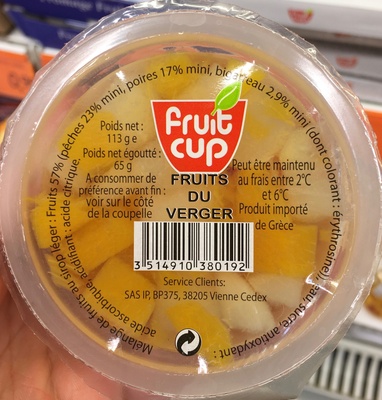 Mélange de fruits au sirop léger : Fruits 57% (pêches 23% mini, poires 17% mini, bigarreau 2,9% mini (dont colorant : érythrosine), eau, sucre, antioxydant : acide ascorbique, acidifiant : acide citrique.
fruit
cup
Poids net :
113 g e
Poids net égoutté :
65 g
A consommer de
préférence avant fin :
voir sur le côté
de la coupelle
FRUITS
DU
VERGER
Peut être maintenu
au frais entre 2°C
et 6°C
Produit importé
de Grèce
3 514910 380192
Service Clients:
SAS IP, BP375, 38205 Vienne Cedex